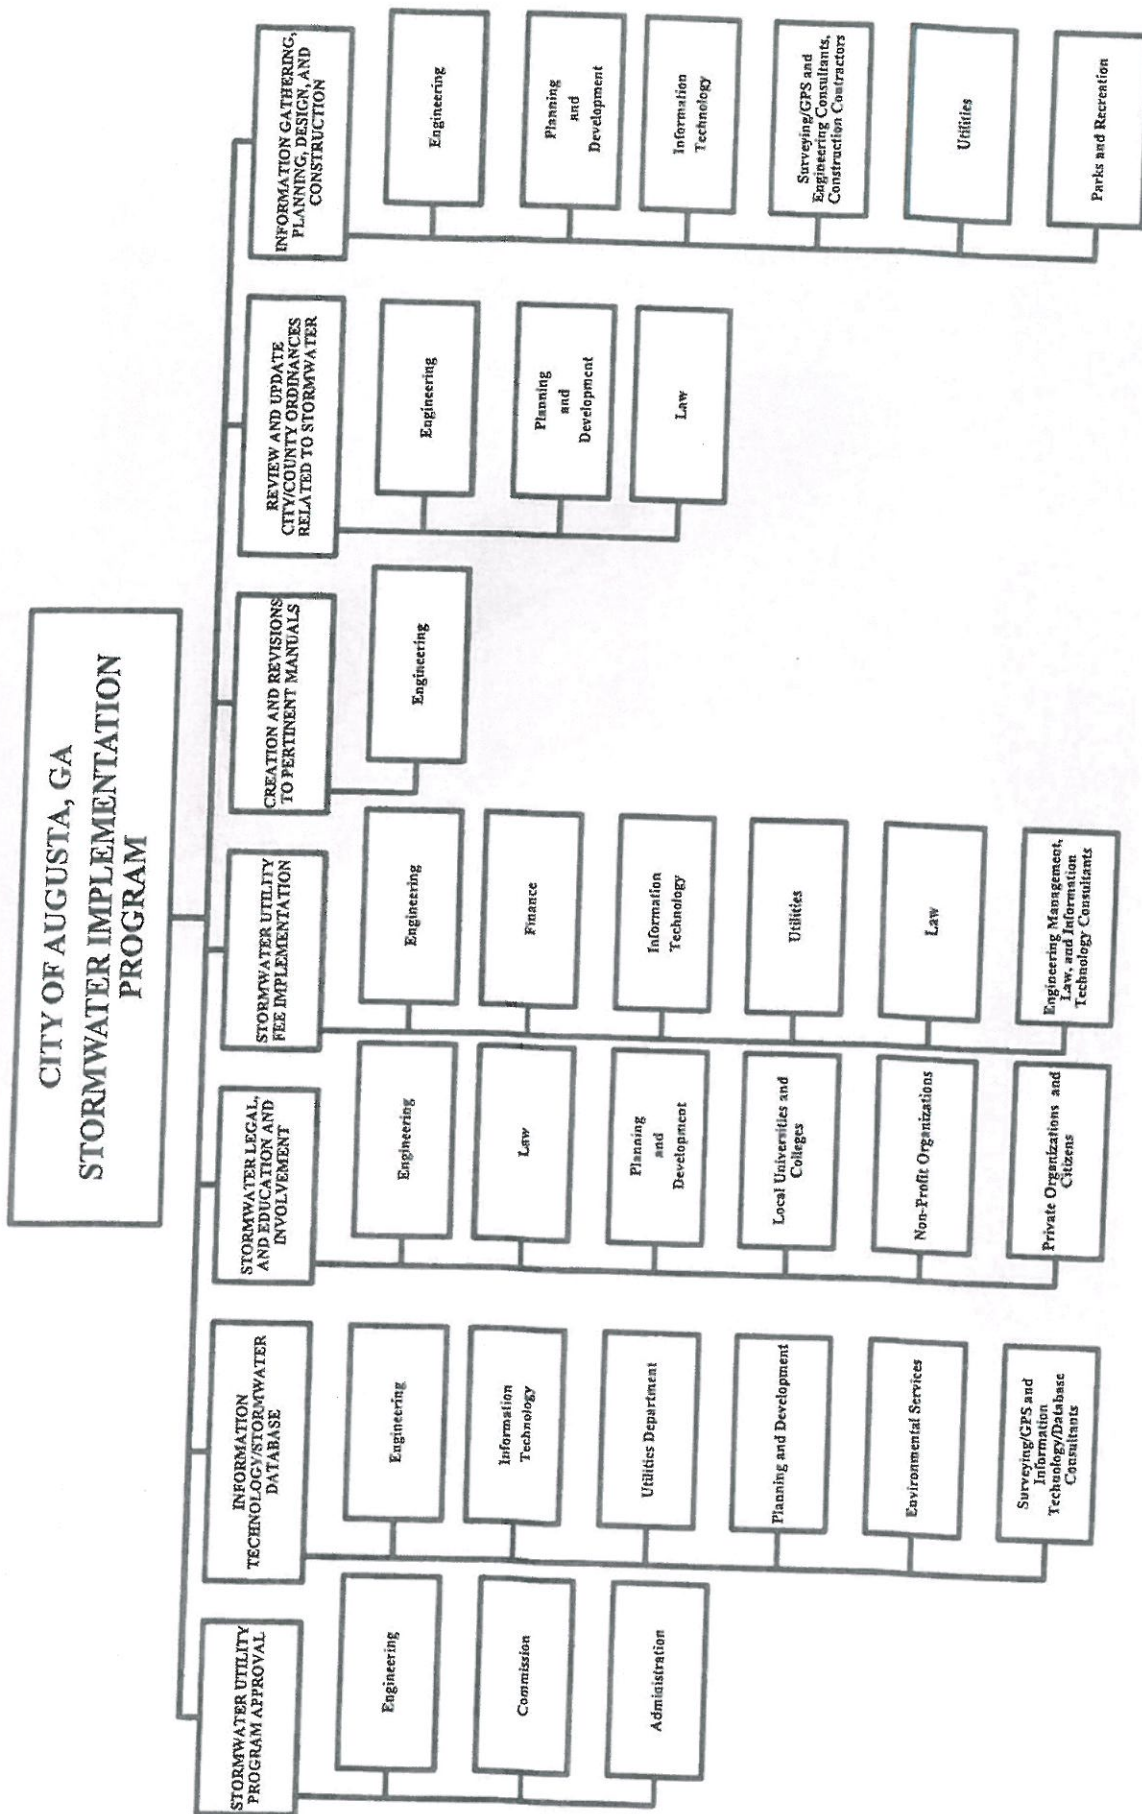 CITY OF AUGUSTA, GA
STORMWATER IMPLEMENTATION
PROGRAM
STORMWATER UTILITY
PROGRAM APPROVAL
Engineering
Commission
Administration
INFORMATION
TECHNOLOGY/STORMWATER
DATABASE
Engineering
Information
Technology
Utilities Department
Planning and Development
Environmental Services
Surveying/GPS and
Information
Technology/Database
Consultants
STORMWATER LEGAL,
AND EDUCATION AND
INVOLVEMENT
Engineering
Law
Planning
and
Development
Local Universities and
Colleges
Non-Profit Organizations
Private Organizations and
Citizens
STORMWATER UTILITY
FEE IMPLEMENTATION
Engineering
Finance
Information
Technology
Utilities
Law
Engineering Management,
Law, and Information
Technology Consultants
CREATION AND REVISIONS
TO PERTINENT MANUALS
Engineering
REVIEW AND UPDATE
CITY/COUNTY ORDINANCES
RELATED TO STORMWATER
Engineering
Planning
and
Development
Law
INFORMATION GATHERING,
PLANNING, DESIGN, AND
CONSTRUCTION
Engineering
Planning
and
Development
Information
Technology
Surveying/GPS and
Engineering Consultants,
Construction Contractors
Utilities
Parks and Recreation